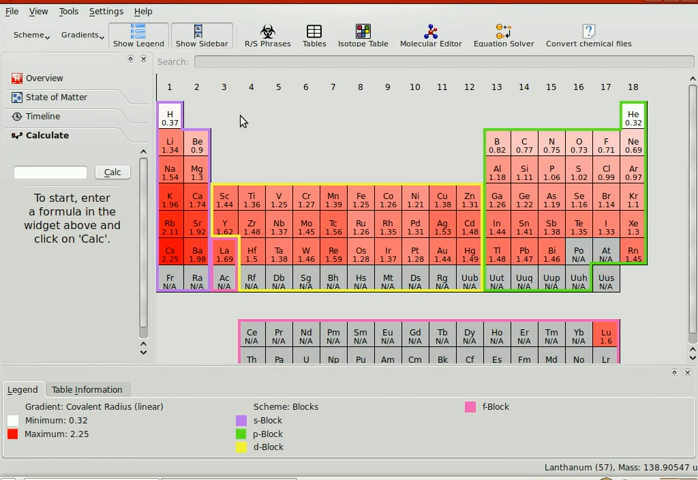 File View Tools Settings Help
Scheme Gradients Show Legend Show Sidebar R/S Phrases Tables Isotope Table Molecular Editor Equation Solver Convert chemical files
Search:
Overview
State of Matter
Timeline
Calculate
Calc
To start, enter
a formula in the
widget above and
click on 'Calc'.
1 2 3 4 5 6 7 8 9 10 11 12 13 14 15 16 17 18
H He
0.37 0.32
Li Be B C N O F Ne
1.34 0.9 0.82 0.77 0.75 0.73 0.71 0.69
Na Mg Al Si P S Cl Ar
1.54 1.3 1.18 1.11 1.06 1.02 0.99 0.97
K Ca Sc Ti V Cr Mn Fe Co Ni Cu Zn Ga Ge As Se Br Kr
1.96 1.74 1.44 1.36 1.25 1.27 1.39 1.25 1.26 1.21 1.38 1.31 1.26 1.22 1.19 1.16 1.14 1.1
Rb Sr Y Zr Nb Mo Tc Ru Rh Pd Ag Cd In Sn Sb Te I Xe
2.11 1.92 1.62 1.48 1.37 1.45 1.56 1.26 1.35 1.31 1.53 1.48 1.44 1.41 1.38 1.35 1.33 1.3
Cs Ba La Hf Ta W Re Os Ir Pt Au Hg Tl Pb Bi Po At Rn
2.25 1.98 1.69 1.5 1.38 1.46 1.59 1.28 1.37 1.28 1.44 1.49 1.48 1.47 1.46 N/A N/A 1.45
Fr Ra Ac Rf Db Sg Bh Hs Mt Ds Rg Uub Uut Uuq Uup Uuh Uus
N/A N/A N/A N/A N/A N/A N/A N/A N/A N/A N/A N/A N/A N/A N/A N/A N/A
Ce Pr Nd Pm Sm Eu Gd Tb Dy Ho Er Tm Yb Lu
N/A N/A N/A N/A N/A N/A N/A N/A N/A N/A N/A N/A N/A 1.6
Th Pa U Np Pu Am Cm Bk Cf Es Fm Md No Lr
Legend Table Information
Gradient: Covalent Radius (linear) Scheme: Blocks f-Block
Minimum: 0.32 s-Block
Maximum: 2.25 p-Block
d-Block
Lanthanum (57), Mass: 138.90547 u